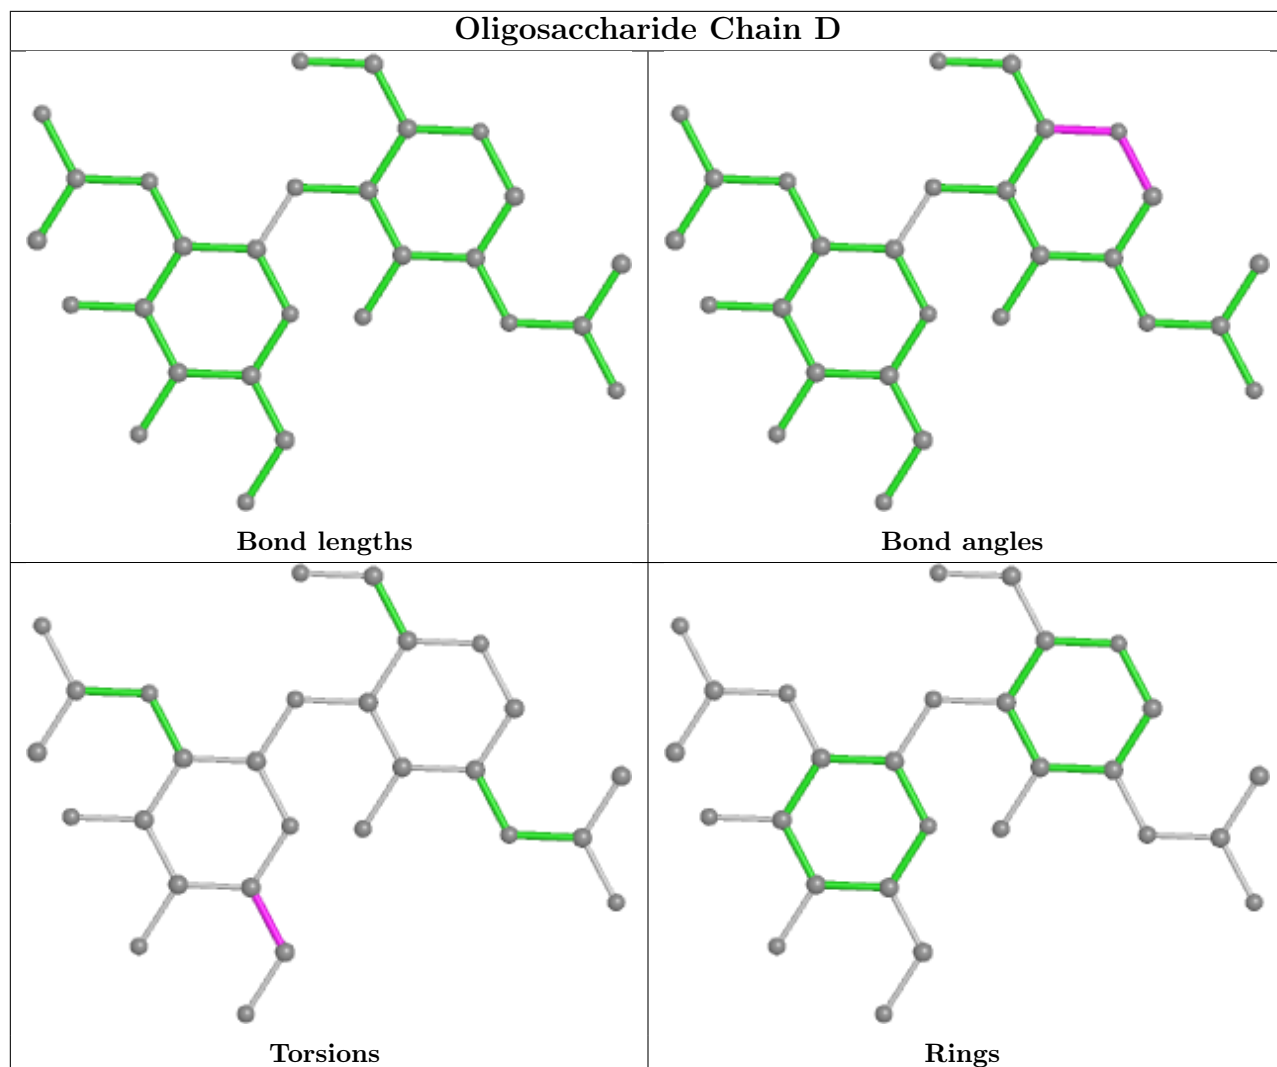 Oligosaccharide Chain D
Bond lengths
Bond angles
Torsions
Rings